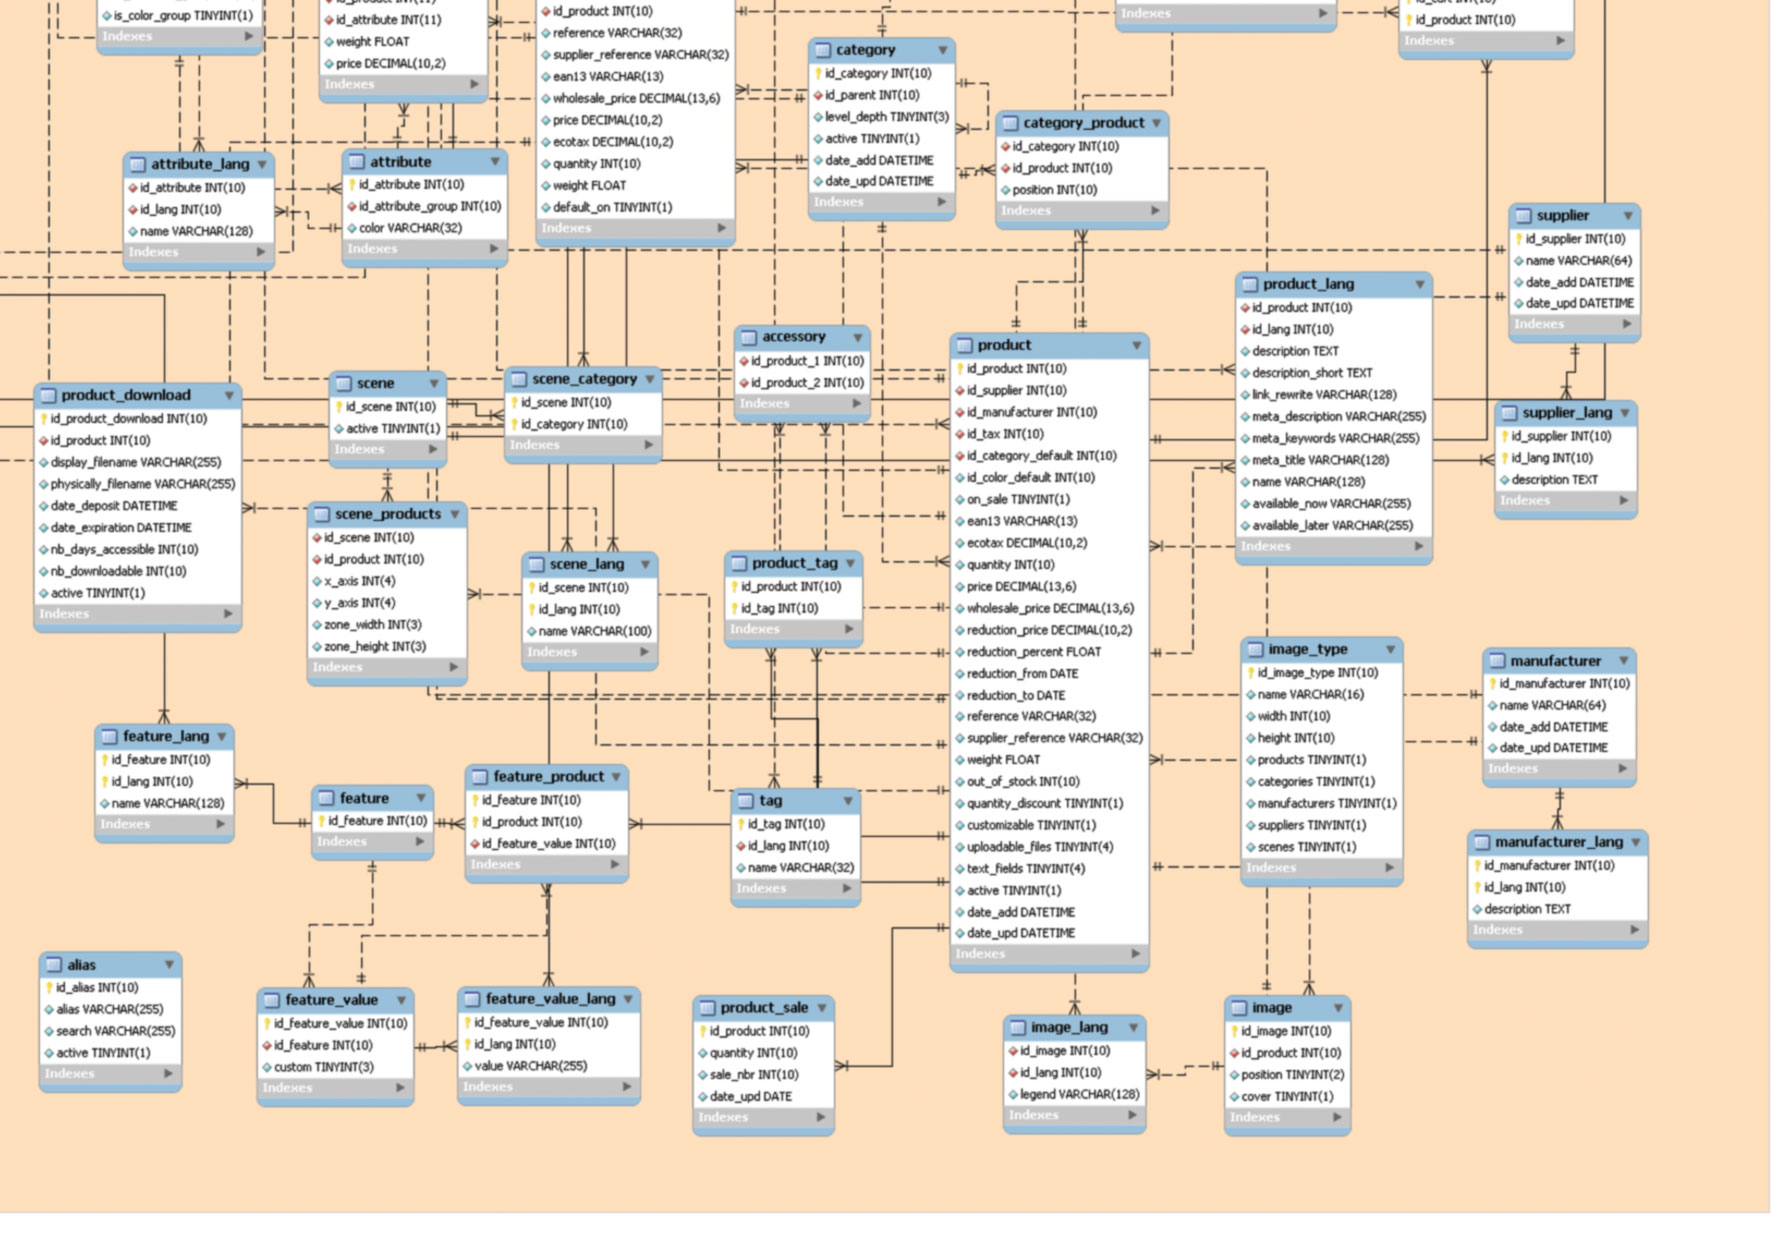 is_color_group TINYINT(1)
Indexes
id_attribute INT(11)
weight FLOAT
price DECIMAL(10,2)
Indexes
id_product INT(10)
reference VARCHAR(32)
supplier_reference VARCHAR(32)
ean13 VARCHAR(13)
wholesale_price DECIMAL(13,6)
price DECIMAL(10,2)
ecotax DECIMAL(10,2)
quantity INT(10)
weight FLOAT
default_on TINYINT(1)
Indexes
Indexes
id_product INT(10)
Indexes
category
id_category INT(10)
id_parent INT(10)
level_depth TINYINT(3)
active TINYINT(1)
date_add DATETIME
date_upd DATETIME
Indexes
category_product
id_category INT(10)
id_product INT(10)
position INT(10)
Indexes
attribute_lang
id_attribute INT(10)
id_lang INT(10)
name VARCHAR(128)
Indexes
attribute
id_attribute INT(10)
id_attribute_group INT(10)
color VARCHAR(32)
Indexes
supplier
id_supplier INT(10)
name VARCHAR(64)
date_add DATETIME
date_upd DATETIME
Indexes
product_lang
id_product INT(10)
id_lang INT(10)
description TEXT
description_short TEXT
link_rewrite VARCHAR(128)
meta_description VARCHAR(255)
meta_keywords VARCHAR(255)
meta_title VARCHAR(128)
name VARCHAR(128)
available_now VARCHAR(255)
available_later VARCHAR(255)
Indexes
accessory
id_product_1 INT(10)
id_product_2 INT(10)
Indexes
product
id_product INT(10)
id_supplier INT(10)
id_manufacturer INT(10)
id_tax INT(10)
id_category_default INT(10)
id_color_default INT(10)
on_sale TINYINT(1)
ean13 VARCHAR(13)
ecotax DECIMAL(10,2)
quantity INT(10)
price DECIMAL(13,6)
wholesale_price DECIMAL(13,6)
reduction_price DECIMAL(10,2)
reduction_percent FLOAT
reduction_from DATE
reduction_to DATE
reference VARCHAR(32)
supplier_reference VARCHAR(32)
weight FLOAT
out_of_stock INT(10)
quantity_discount TINYINT(1)
customizable TINYINT(1)
uploadable_files TINYINT(4)
text_fields TINYINT(4)
active TINYINT(1)
date_add DATETIME
date_upd DATETIME
Indexes
product_download
id_product_download INT(10)
id_product INT(10)
display_filename VARCHAR(255)
physically_filename VARCHAR(255)
date_deposit DATETIME
date_expiration DATETIME
nb_days_accessible INT(10)
nb_downloadable INT(10)
active TINYINT(1)
Indexes
scene
id_scene INT(10)
active TINYINT(1)
Indexes
scene_category
id_scene INT(10)
id_category INT(10)
Indexes
supplier_lang
id_supplier INT(10)
id_lang INT(10)
description TEXT
Indexes
scene_products
id_scene INT(10)
id_product INT(10)
x_axis INT(4)
y_axis INT(4)
zone_width INT(3)
zone_height INT(3)
Indexes
scene_lang
id_scene INT(10)
id_lang INT(10)
name VARCHAR(100)
Indexes
product_tag
id_product INT(10)
id_tag INT(10)
Indexes
image_type
id_image_type INT(10)
name VARCHAR(16)
width INT(10)
height INT(10)
products TINYINT(1)
categories TINYINT(1)
manufacturers TINYINT(1)
suppliers TINYINT(1)
scenes TINYINT(1)
Indexes
manufacturer
id_manufacturer INT(10)
name VARCHAR(64)
date_add DATETIME
date_upd DATETIME
Indexes
feature_lang
id_feature INT(10)
id_lang INT(10)
name VARCHAR(128)
Indexes
feature
id_feature INT(10)
Indexes
feature_product
id_feature INT(10)
id_product INT(10)
id_feature_value INT(10)
Indexes
tag
id_tag INT(10)
id_lang INT(10)
name VARCHAR(32)
Indexes
manufacturer_lang
id_manufacturer INT(10)
id_lang INT(10)
description TEXT
Indexes
alias
id_alias INT(10)
alias VARCHAR(255)
search VARCHAR(255)
active TINYINT(1)
Indexes
feature_value
id_feature_value INT(10)
id_feature INT(10)
custom TINYINT(3)
Indexes
feature_value_lang
id_feature_value INT(10)
id_lang INT(10)
value VARCHAR(255)
Indexes
product_sale
id_product INT(10)
quantity INT(10)
sale_nbr INT(10)
date_upd DATE
Indexes
image_lang
id_image INT(10)
id_lang INT(10)
legend VARCHAR(128)
Indexes
image
id_image INT(10)
id_product INT(10)
position TINYINT(2)
cover TINYINT(1)
Indexes